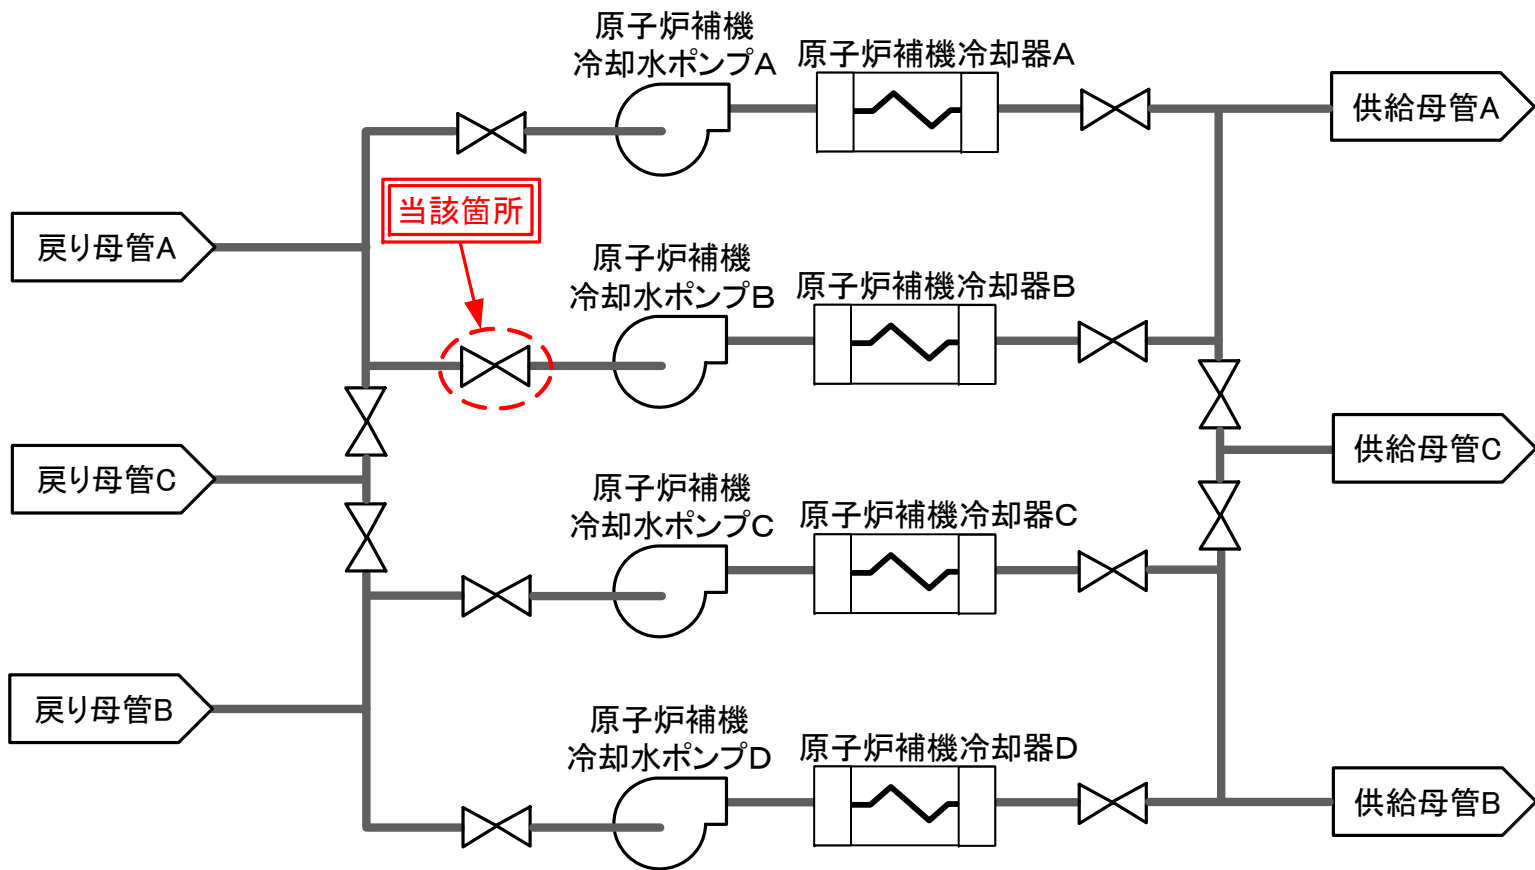 原子炉補機
冷却水ポンプA
原子炉補機冷却器A
供給母管A
当該箇所
戻り母管A
原子炉補機
冷却水ポンプB
原子炉補機冷却器B
戻り母管C
供給母管C
原子炉補機
冷却水ポンプC
原子炉補機冷却器C
戻り母管B
原子炉補機
冷却水ポンプD
原子炉補機冷却器D
供給母管B